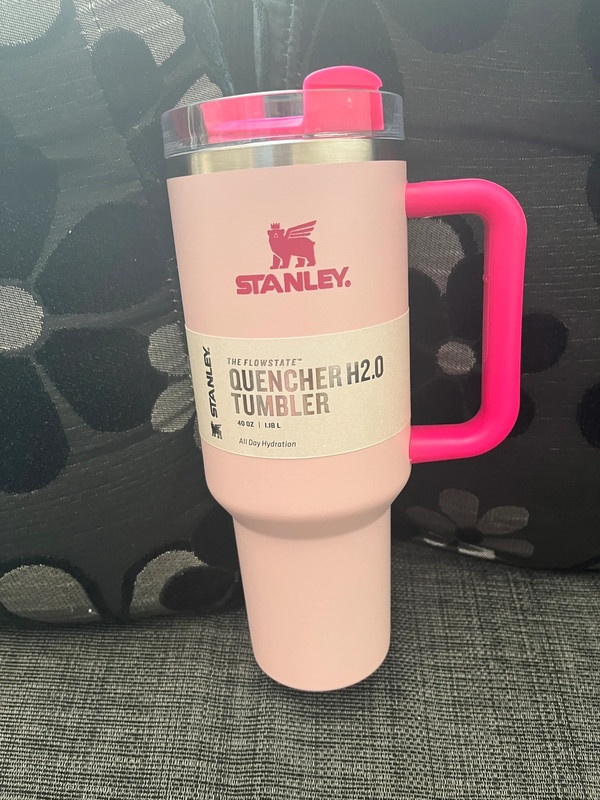 STANLEY®
STANLEY®
THE FLOWSTATE™
QUENCHER H2.0
TUMBLER
40 OZ | 1.18 L
All Day Hydration